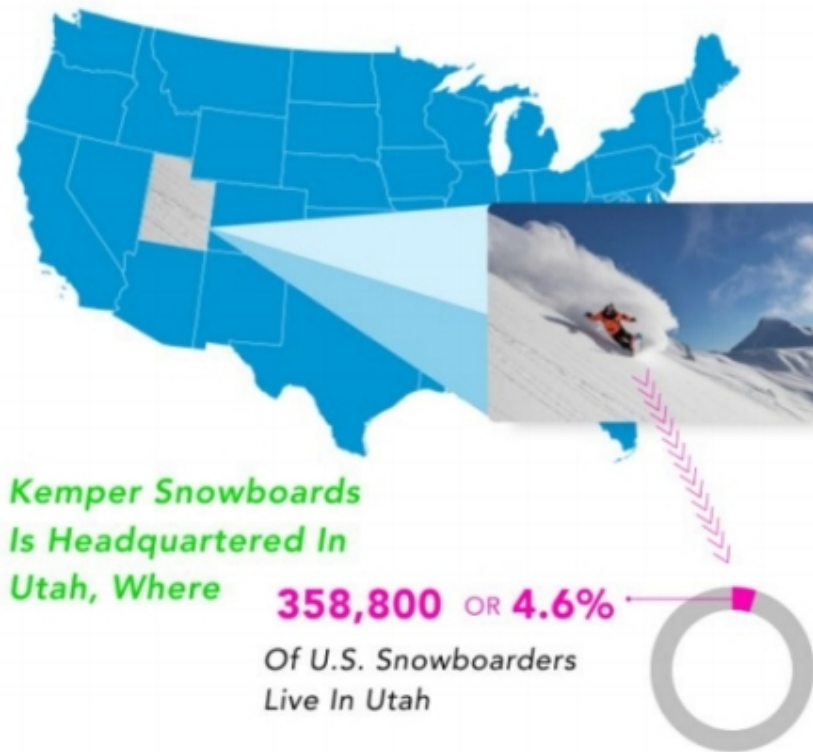 Kemper Snowboards
Is Headquartered In
Utah, Where
358,800 OR 4.6%
Of U.S. Snowboarders
Live In Utah